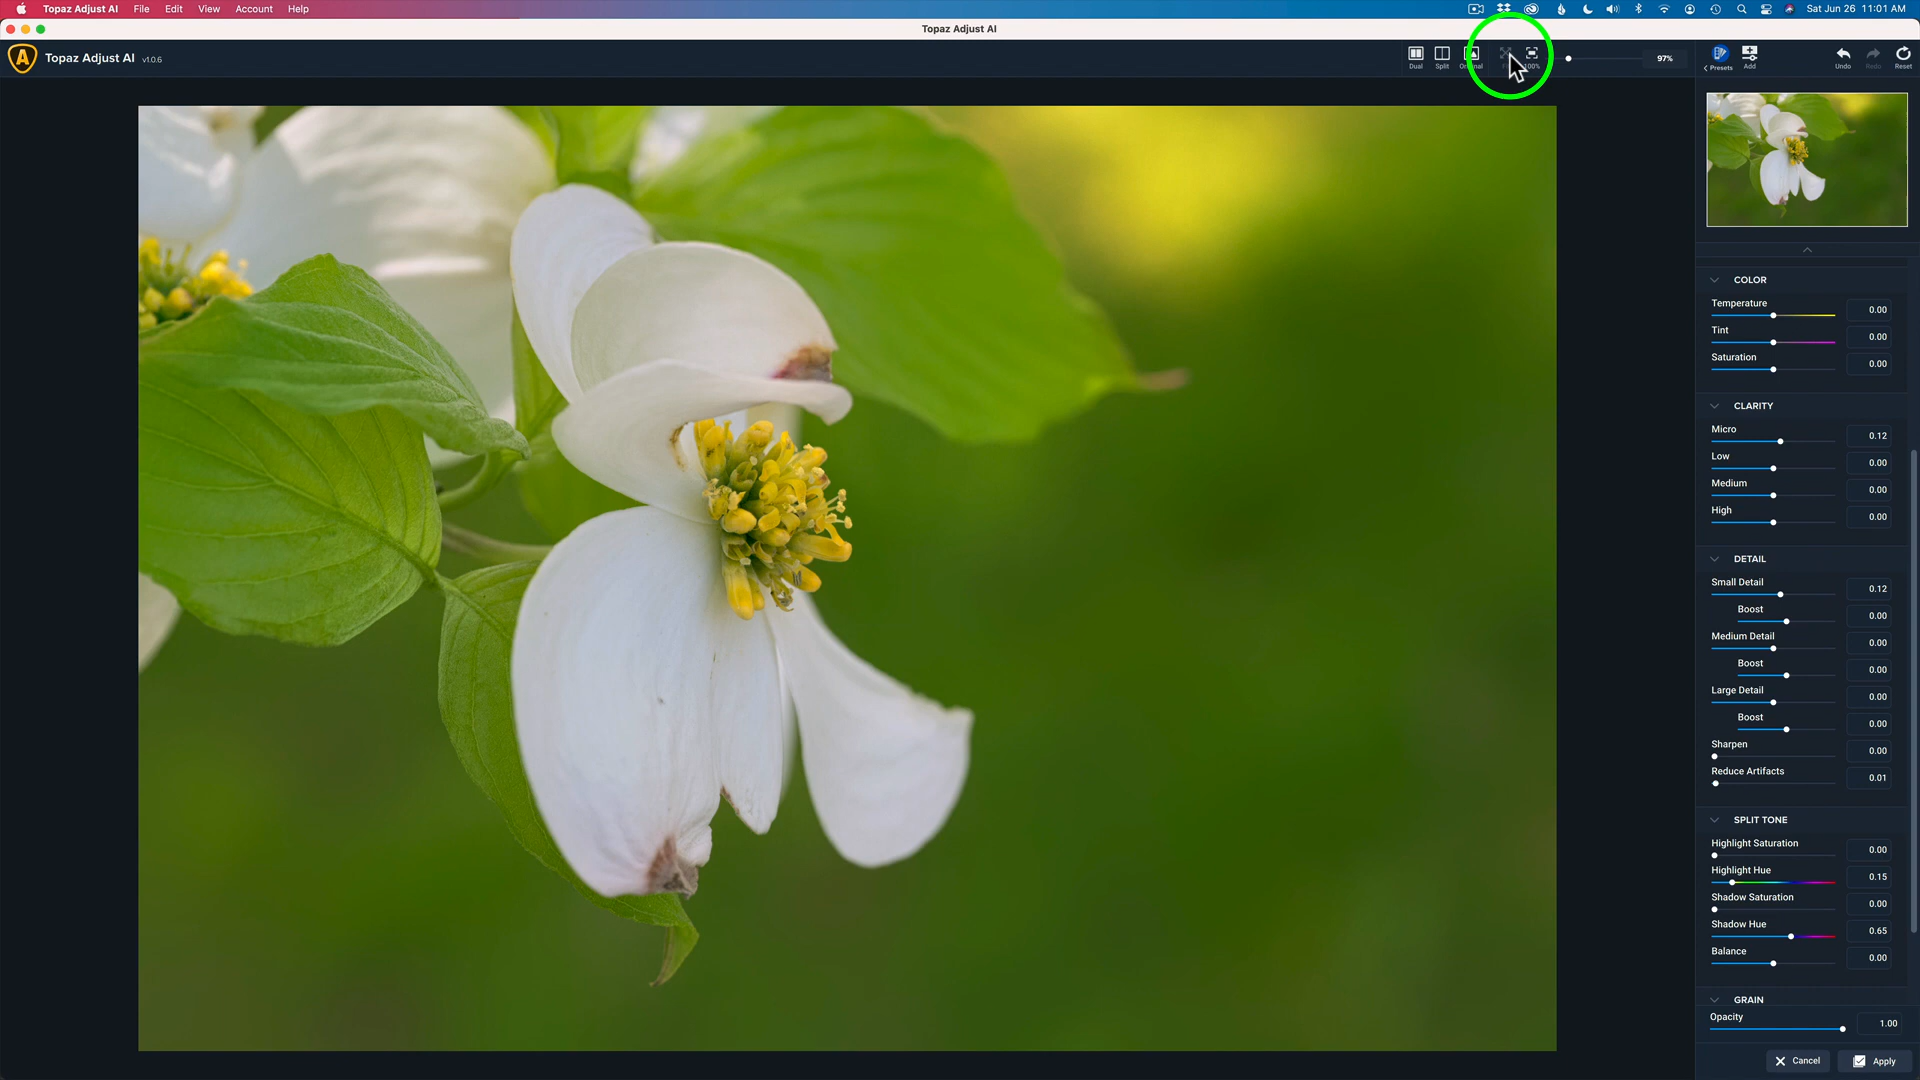 Topaz Adjust AI File Edit View Account Help Sat Jun 26 11:01 AM
Topaz Adjust AI
A Topaz Adjust AI v1.0.6
97%
Dual Split 100% Presets Add Undo Redo Reset
COLOR
Temperature 0.00
Tint 0.00
Saturation 0.00
CLARITY
Micro 0.12
Low 0.00
Medium 0.00
High 0.00
DETAIL
Small Detail 0.12
Boost 0.00
Medium Detail 0.00
Boost 0.00
Large Detail 0.00
Boost 0.00
Sharpen 0.00
Reduce Artifacts 0.01
SPLIT TONE
Highlight Saturation 0.00
Highlight Hue 0.15
Shadow Saturation 0.00
Shadow Hue 0.65
Balance 0.00
GRAIN
Opacity 1.00
Cancel Apply